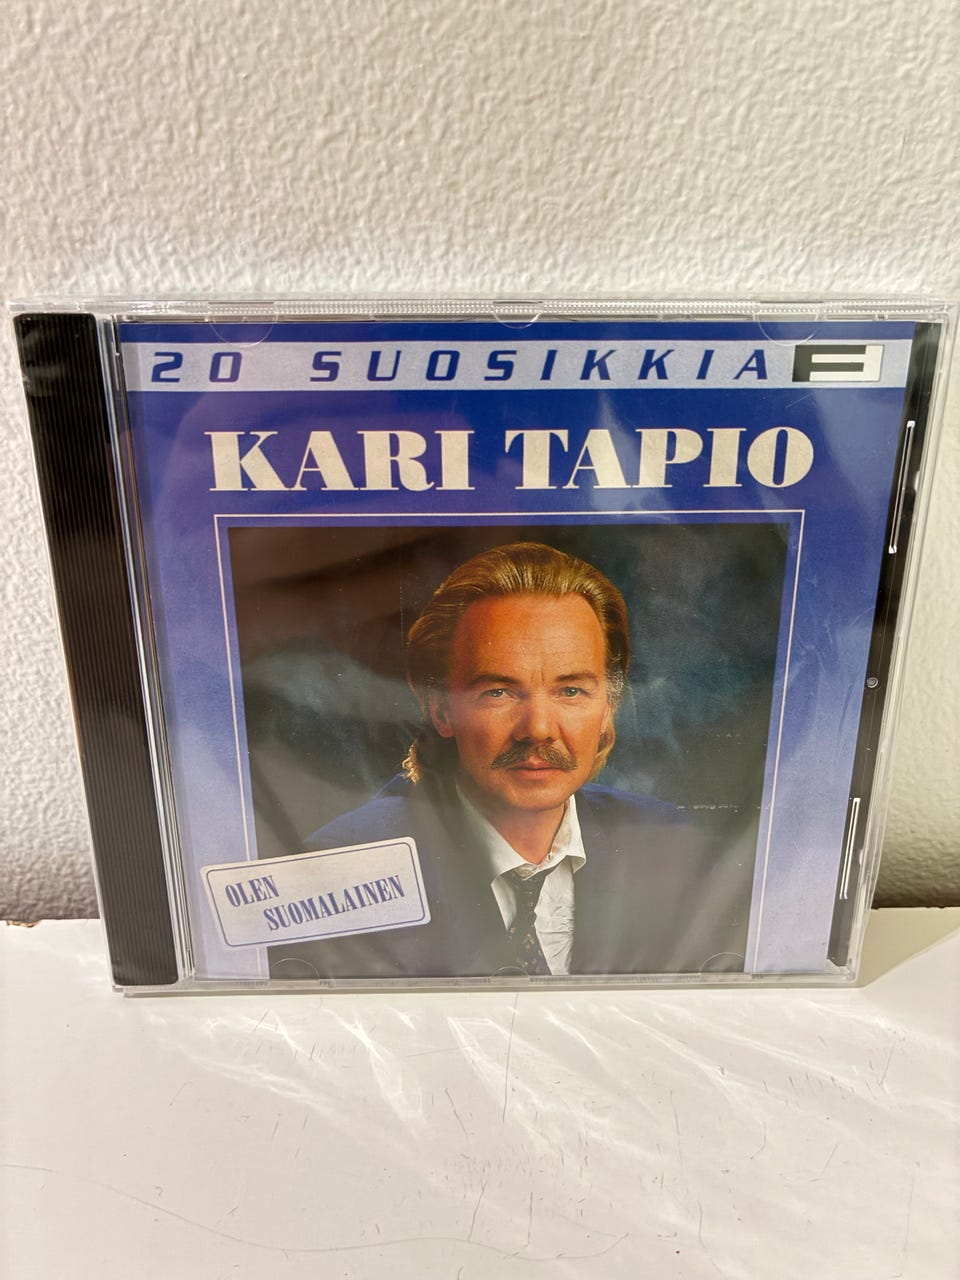 20 SUOSIKKIA
KARI TAPIO
OLEN
SUOMALAINEN